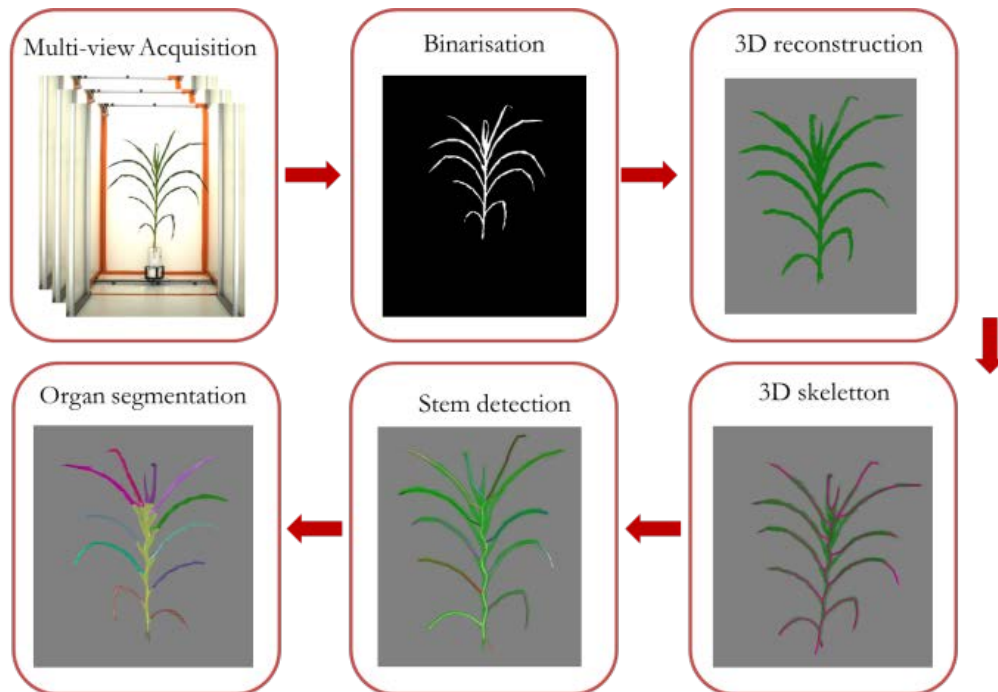 Multi-view Acquisition
Binarisation
3D reconstruction
3D skeletton
Stem detection
Organ segmentation